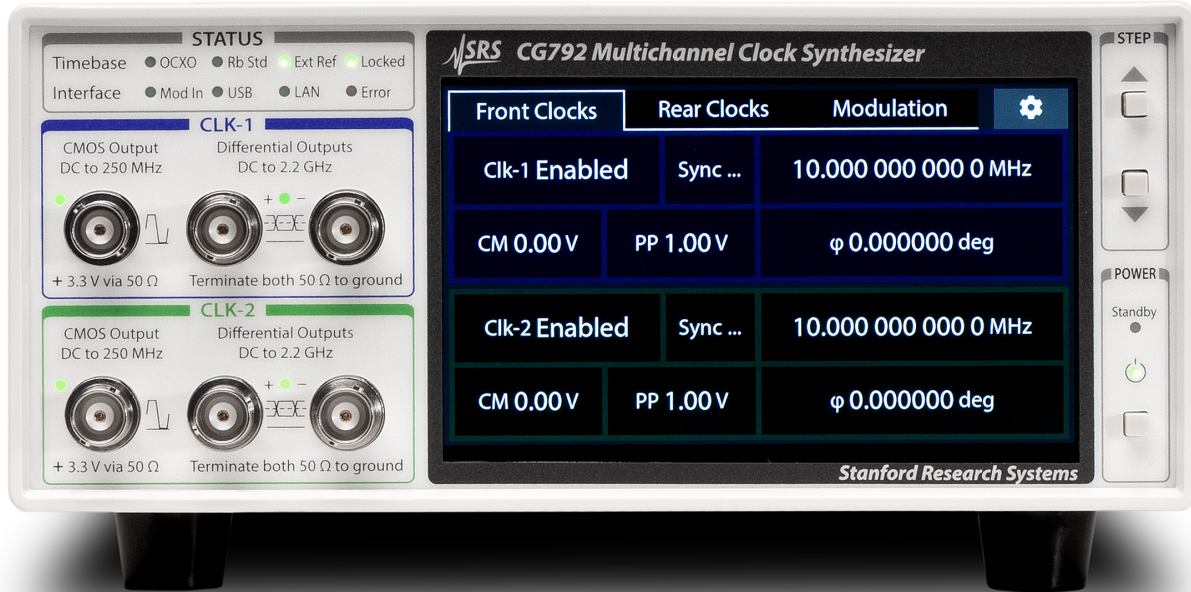 STATUS
Timebase OCXO Rb Std Ext Ref Locked
Interface Mod In USB LAN Error
CLK-1
CMOS Output Differential Outputs
DC to 250 MHz DC to 2.2 GHz
+ –
+ 3.3 V via 50 Ω Terminate both 50 Ω to ground
CLK-2
CMOS Output Differential Outputs
DC to 250 MHz DC to 2.2 GHz
+ –
+ 3.3 V via 50 Ω Terminate both 50 Ω to ground
SRS CG792 Multichannel Clock Synthesizer
Front Clocks Rear Clocks Modulation
Clk-1 Enabled Sync ... 10.000 000 000 0 MHz
CM 0.00 V PP 1.00 V φ 0.000000 deg
Clk-2 Enabled Sync ... 10.000 000 000 0 MHz
CM 0.00 V PP 1.00 V φ 0.000000 deg
Stanford Research Systems
STEP
POWER
Standby